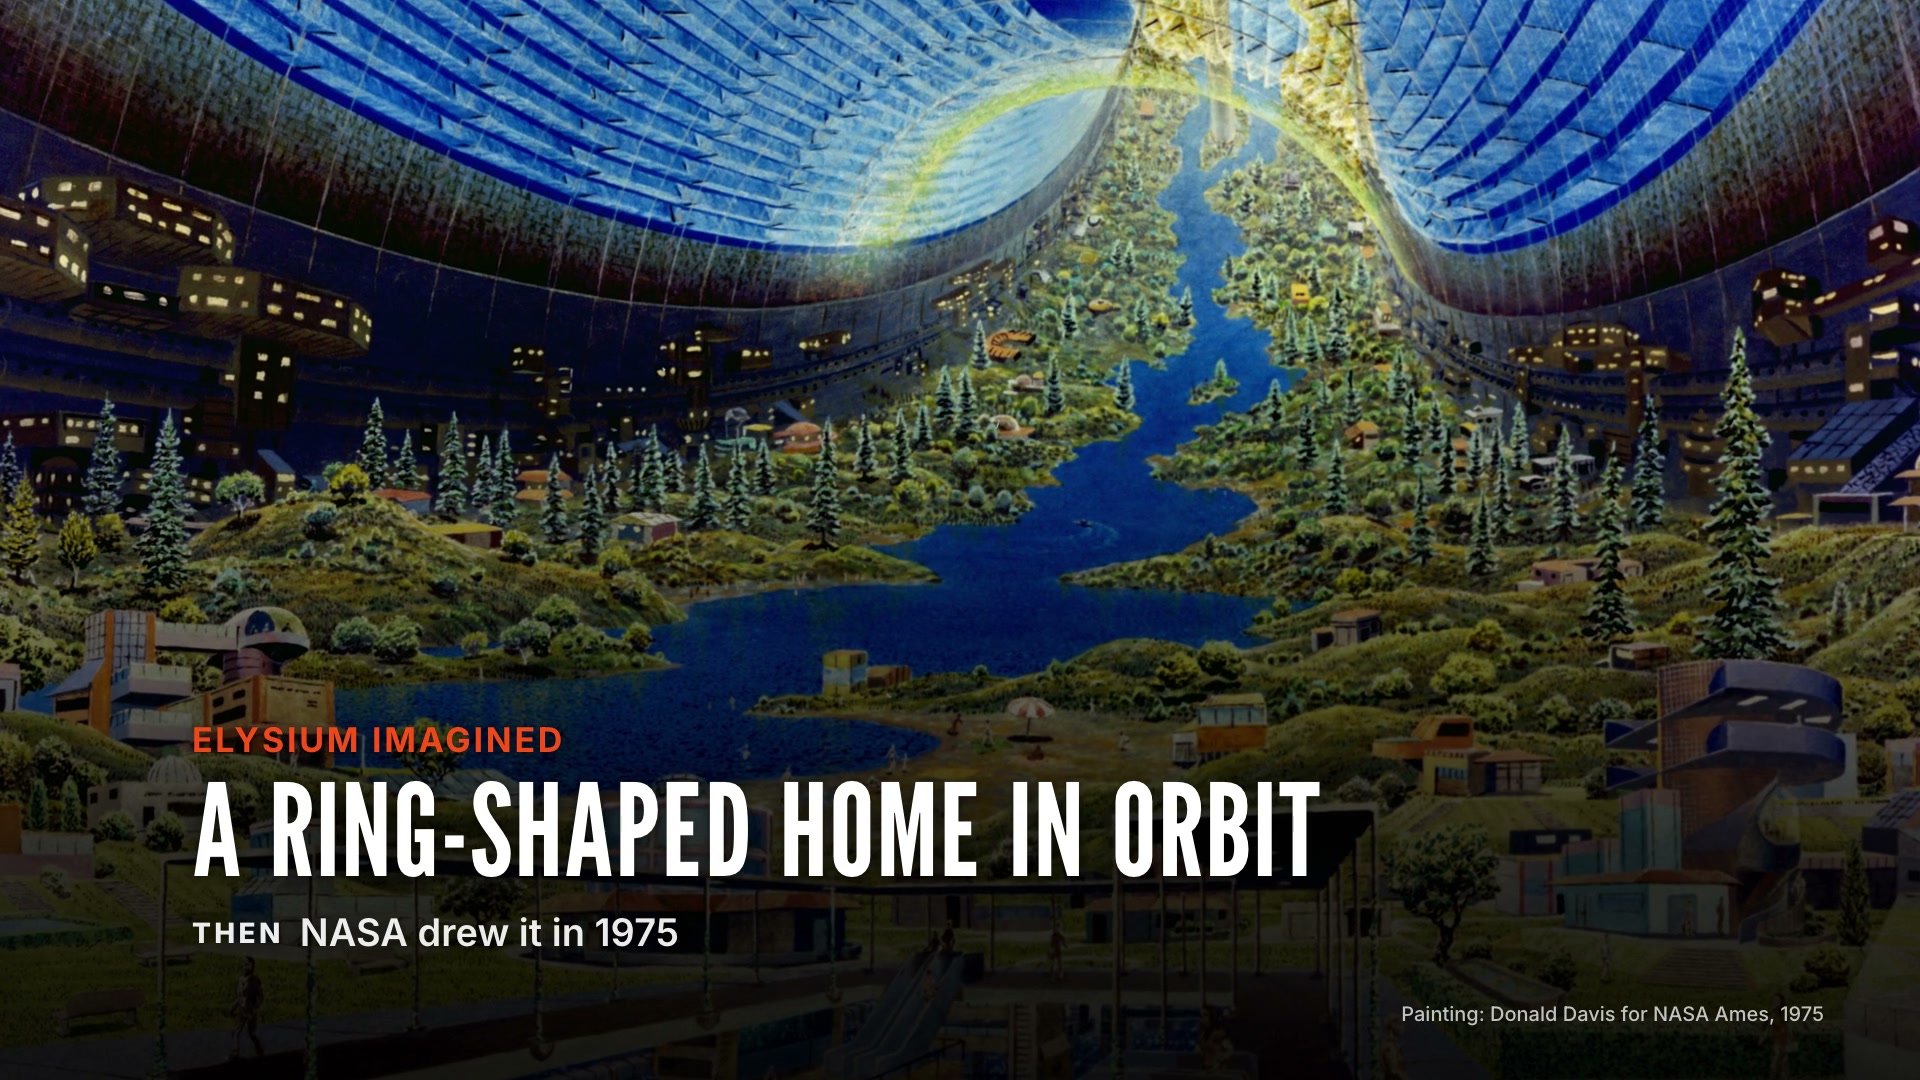 ELYSIUM IMAGINED
A RING-SHAPED HOME IN ORBIT
THEN NASA drew it in 1975
Painting: Donald Davis for NASA Ames, 1975